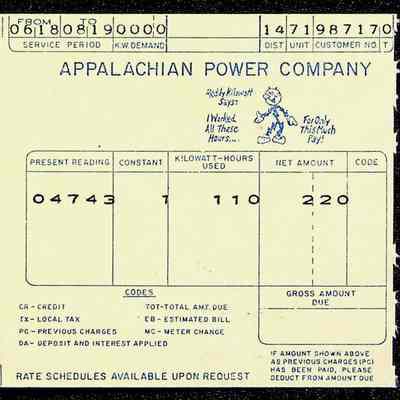 FROM TO
061808190000 1471987170
SERVICE PERIOD K.W. DEMAND DIST UNIT CUSTOMER NO. T
APPALACHIAN POWER COMPANY
Reddy Kilowatt
Says:
I Worked
All These
Hours....
For Only
This Much
Pay!
PRESENT READING CONSTANT KILOWATT-HOURS USED NET AMOUNT CODE
04743 1 110 220
CODES
CR - CREDIT TOT-TOTAL AMT. DUE
TX - LOCAL TAX EB - ESTIMATED BILL
PC - PREVIOUS CHARGES MC - METER CHANGE
DA - DEPOSIT AND INTEREST APPLIED
GROSS AMOUNT
DUE
IF AMOUNT SHOWN ABOVE
AS PREVIOUS CHARGES (PC)
HAS BEEN PAID, PLEASE
DEDUCT FROM AMOUNT DUE
RATE SCHEDULES AVAILABLE UPON REQUEST